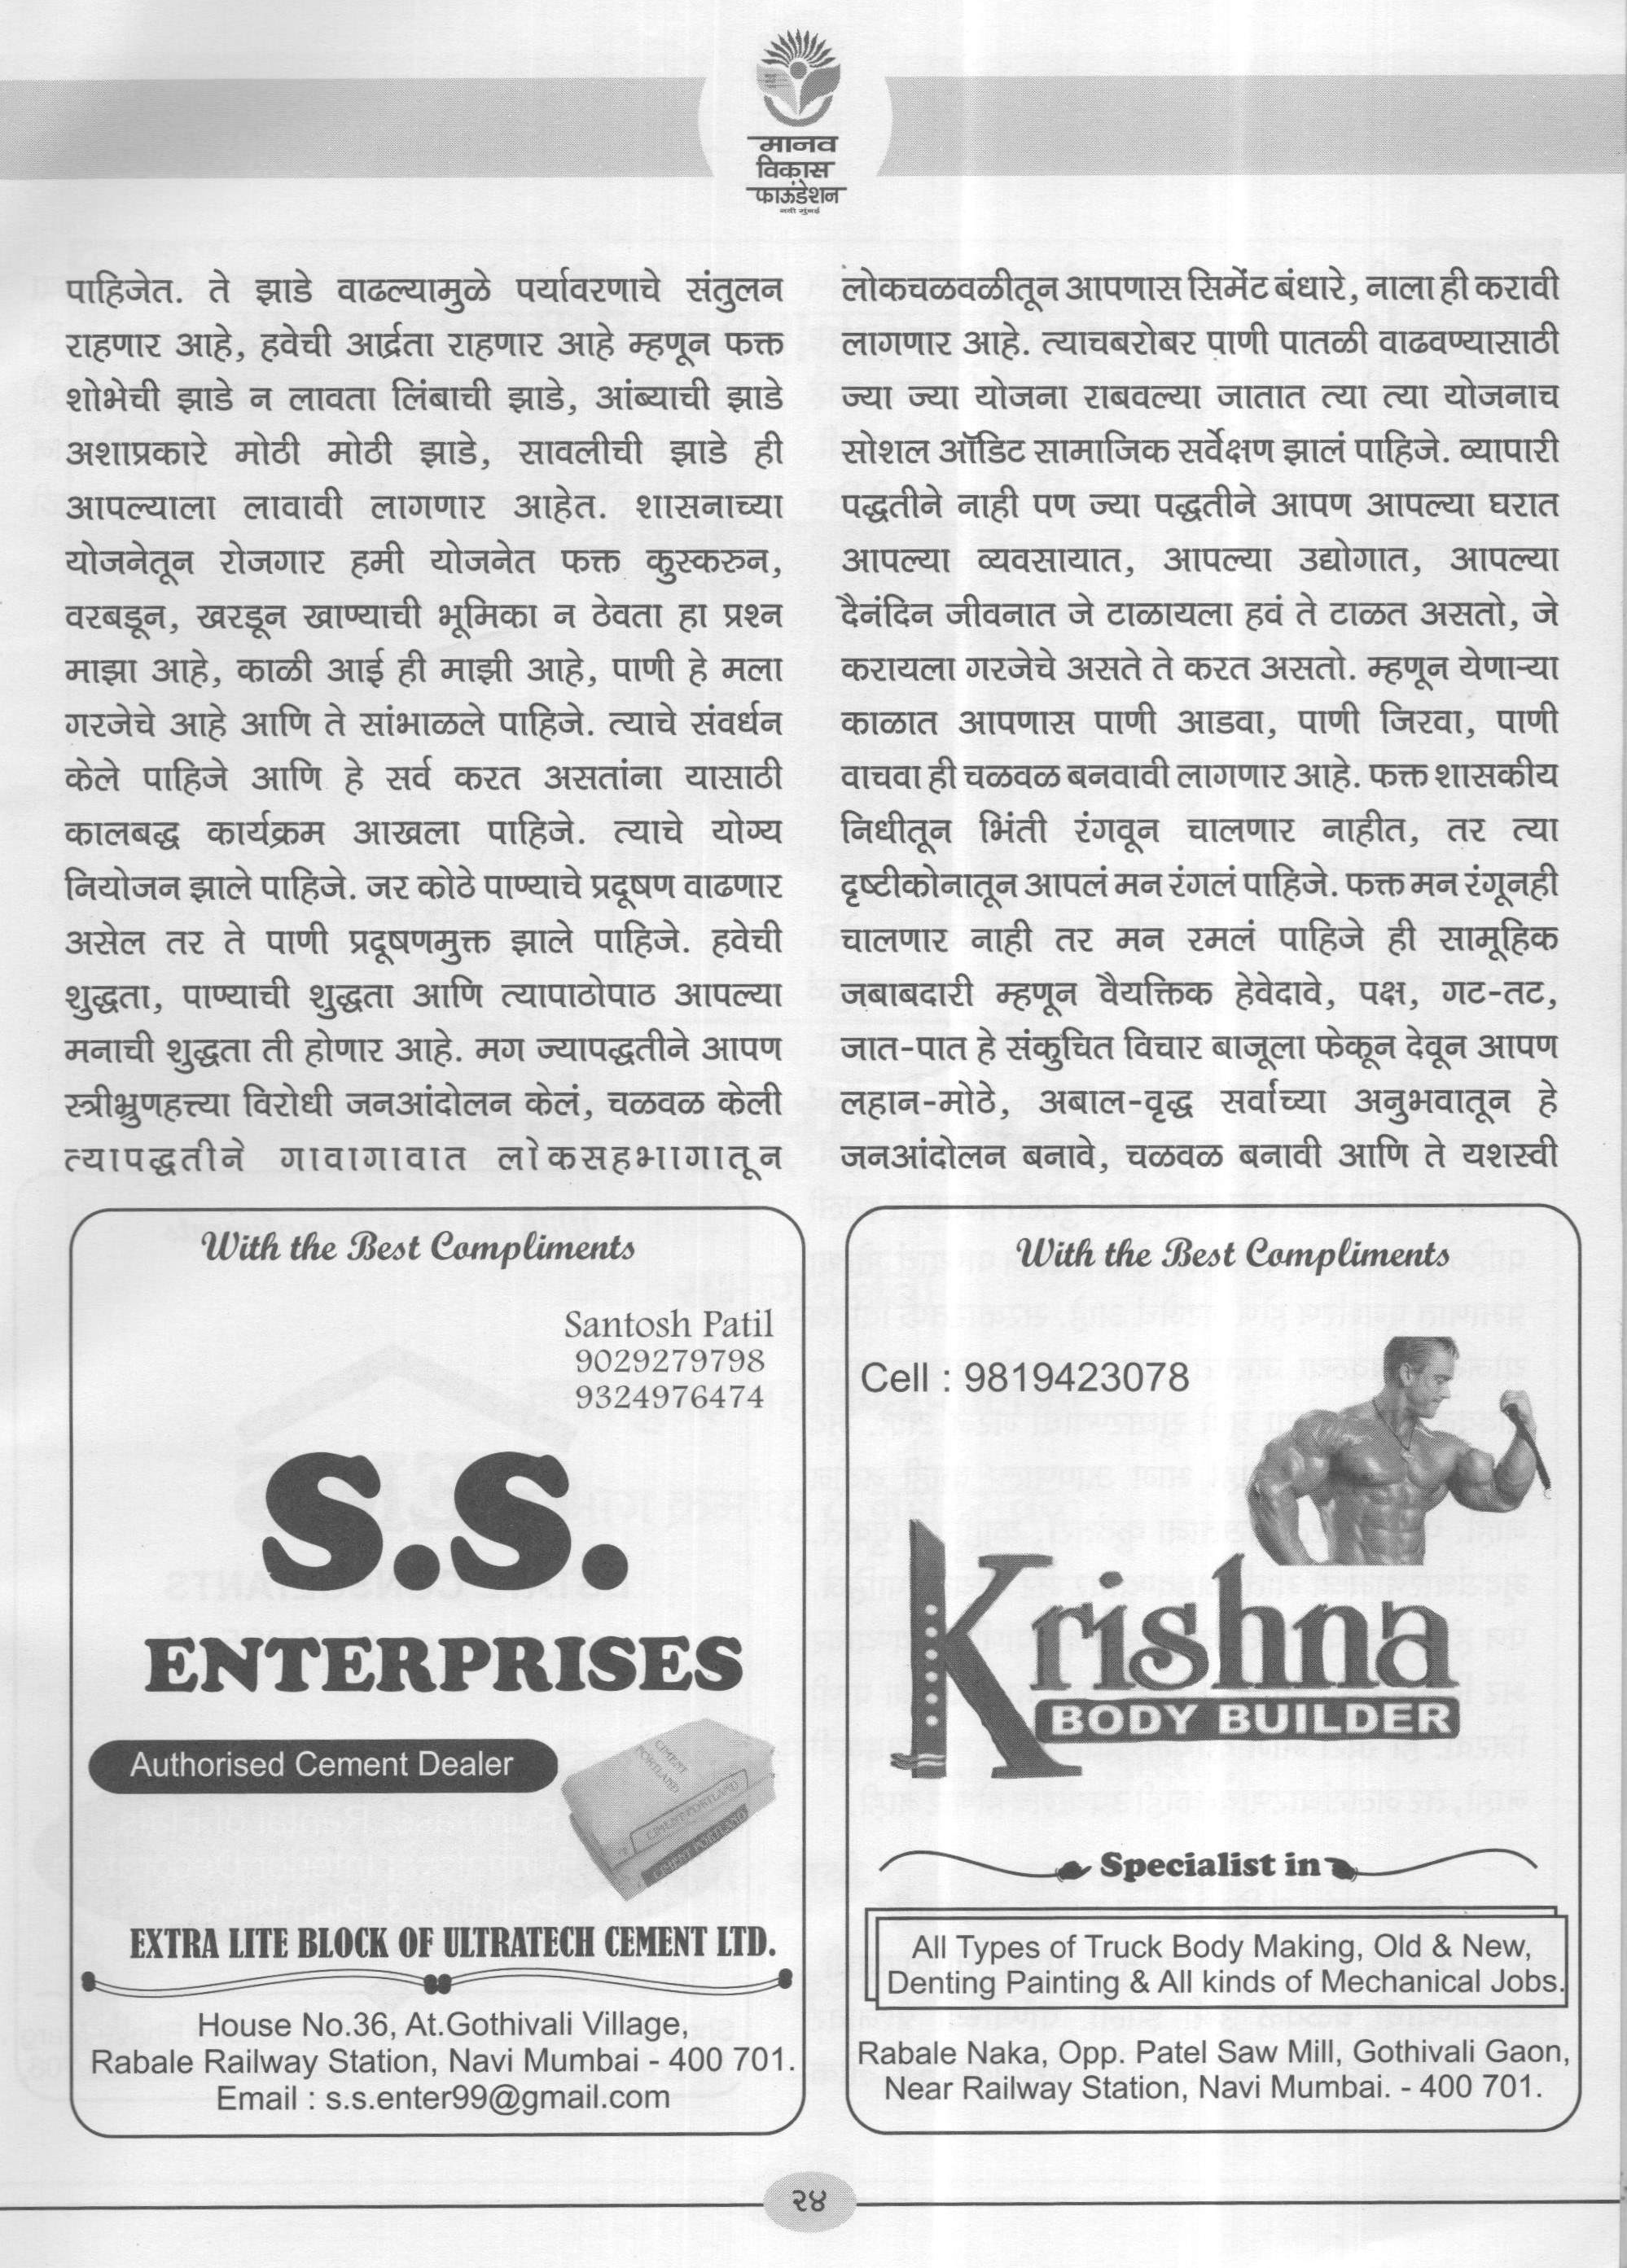 मानव
विकास
फाऊंडेशन
नवी मुंबई
पाहिजेत. ते झाडे वाढल्यामुळे पर्यावरणाचे संतुलन
राहणार आहे, हवेची आर्द्रता राहणार आहे म्हणून फक्त
शोभेची झाडे न लावता लिंबाची झाडे, आंब्याची झाडे
अशाप्रकारे मोठी मोठी झाडे, सावलीची झाडे ही
आपल्याला लावावी लागणार आहेत. शासनाच्या
योजनेतून रोजगार हमी योजनेत फक्त कुस्करुन,
वरबडून, खरडून खाण्याची भूमिका न ठेवता हा प्रश्न
माझा आहे, काळी आई ही माझी आहे, पाणी हे मला
गरजेचे आहे आणि ते सांभाळले पाहिजे. त्याचे संवर्धन
केले पाहिजे आणि हे सर्व करत असतांना यासाठी
कालबद्ध कार्यक्रम आखला पाहिजे. त्याचे योग्य
नियोजन झाले पाहिजे. जर कोठे पाण्याचे प्रदूषण वाढणार
असेल तर ते पाणी प्रदूषणमुक्त झाले पाहिजे. हवेची
शुद्धता, पाण्याची शुद्धता आणि त्यापाठोपाठ आपल्या
मनाची शुद्धता ती होणार आहे. मग ज्यापद्धतीने आपण
स्त्रीभ्रुणहत्त्या विरोधी जनआंदोलन केलं, चळवळ केली
त्यापद्धतीने गावागावात लोकसहभागातून
लोकचळवळीतून आपणास सिमेंट बंधारे, नाला ही करावी
लागणार आहे. त्याचबरोबर पाणी पातळी वाढवण्यासाठी
ज्या ज्या योजना राबवल्या जातात त्या त्या योजनाच
सोशल ऑडिट सामाजिक सर्वेक्षण झालं पाहिजे. व्यापारी
पद्धतीने नाही पण ज्या पद्धतीने आपण आपल्या घरात
आपल्या व्यवसायात, आपल्या उद्योगात, आपल्या
दैनंदिन जीवनात जे टाळायला हवं ते टाळत असतो, जे
करायला गरजेचे असते ते करत असतो. म्हणून येणाऱ्या
काळात आपणास पाणी आडवा, पाणी जिरवा, पाणी
वाचवा ही चळवळ बनवावी लागणार आहे. फक्त शासकीय
निधीतून भिंती रंगवून चालणार नाहीत, तर त्या
दृष्टीकोनातून आपलं मन रंगलं पाहिजे. फक्त मन रंगूनही
चालणार नाही तर मन रमलं पाहिजे ही सामूहिक
जबाबदारी म्हणून वैयक्तिक हेवेदावे, पक्ष, गट-तट,
जात-पात हे संकुचित विचार बाजूला फेकून देवून आपण
लहान-मोठे, अबाल-वृद्ध सर्वांच्या अनुभवातून हे
जनआंदोलन बनावे, चळवळ बनावी आणि ते यशस्वी
With the Best Compliments
Santosh Patil
9029279798
9324976474
S.S.
ENTERPRISES
Authorised Cement Dealer
CEMENT
PORTLAND
CEMENT PORTLAND
CEMENT PORTLAND
EXTRA LITE BLOCK OF ULTRATECH CEMENT LTD.
House No.36, At.Gothivali Village,
Rabale Railway Station, Navi Mumbai - 400 701.
Email : s.s.enter99@gmail.com
With the Best Compliments
Cell : 9819423078
Krishna
BODY BUILDER
Specialist in
All Types of Truck Body Making, Old & New,
Denting Painting & All kinds of Mechanical Jobs.
Rabale Naka, Opp. Patel Saw Mill, Gothivali Gaon,
Near Railway Station, Navi Mumbai. - 400 701.
२४